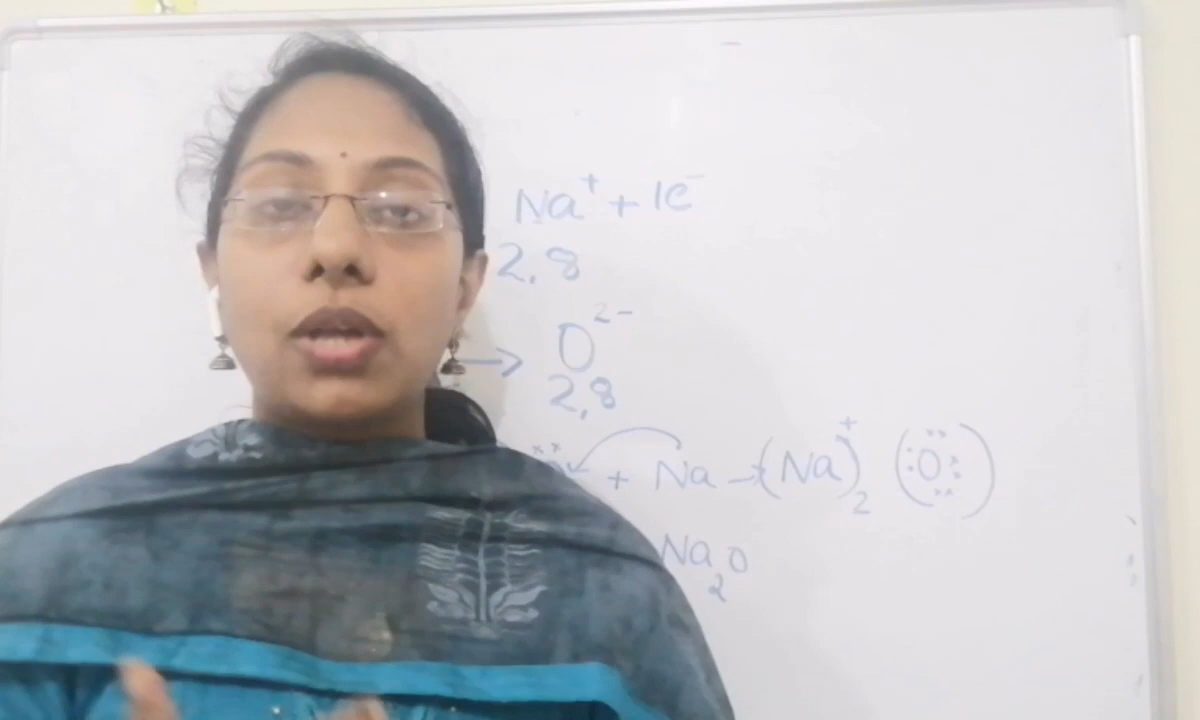 Na⁺ + 1e⁻
2, 8
→ O²⁻
2, 8
+ Na → (Na⁺)₂ (O)
Na₂O